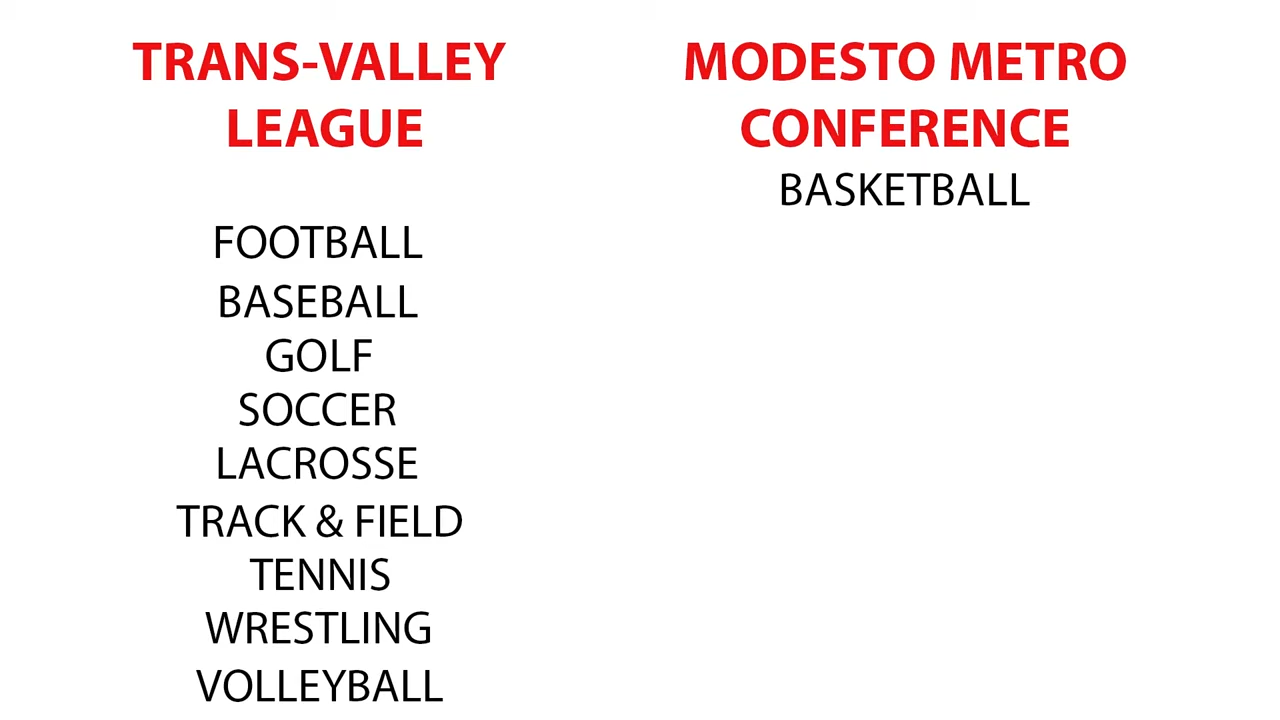 TRANS-VALLEY
LEAGUE
FOOTBALL
BASEBALL
GOLF
SOCCER
LACROSSE
TRACK & FIELD
TENNIS
WRESTLING
VOLLEYBALL
MODESTO METRO
CONFERENCE
BASKETBALL